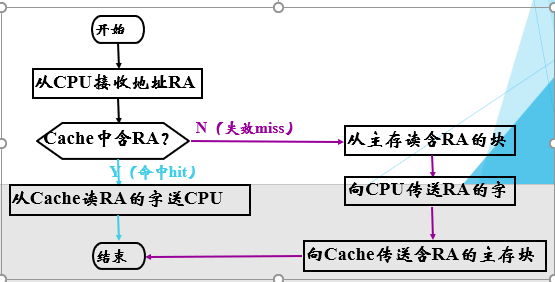 开始
从CPU接收地址RA
Cache中含RA?
N（失效miss）
从主存读含RA的块
Y（命中hit）
从Cache读RA的字送CPU
向CPU传送RA的字
结束
向Cache传送含RA的主存块